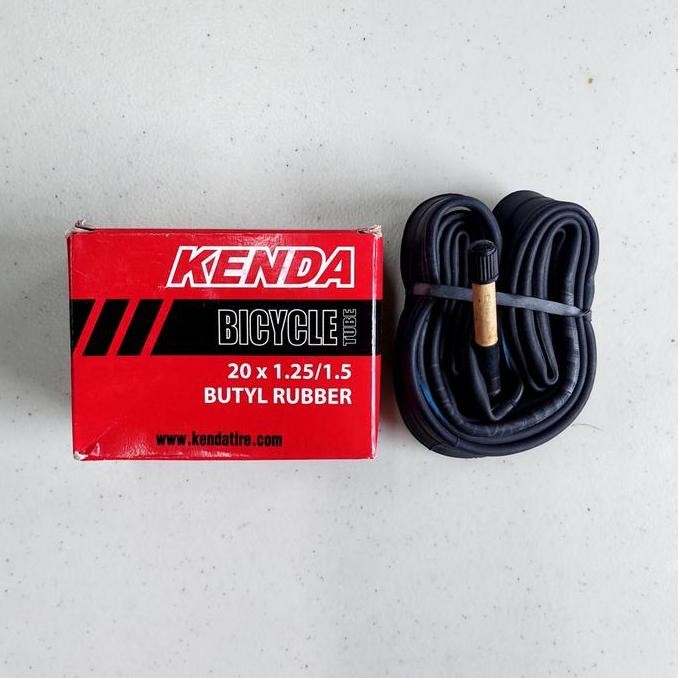 KENDA
BICYCLE TUBE
20 x 1.25/1.5
BUTYL RUBBER
www.kendatire.com